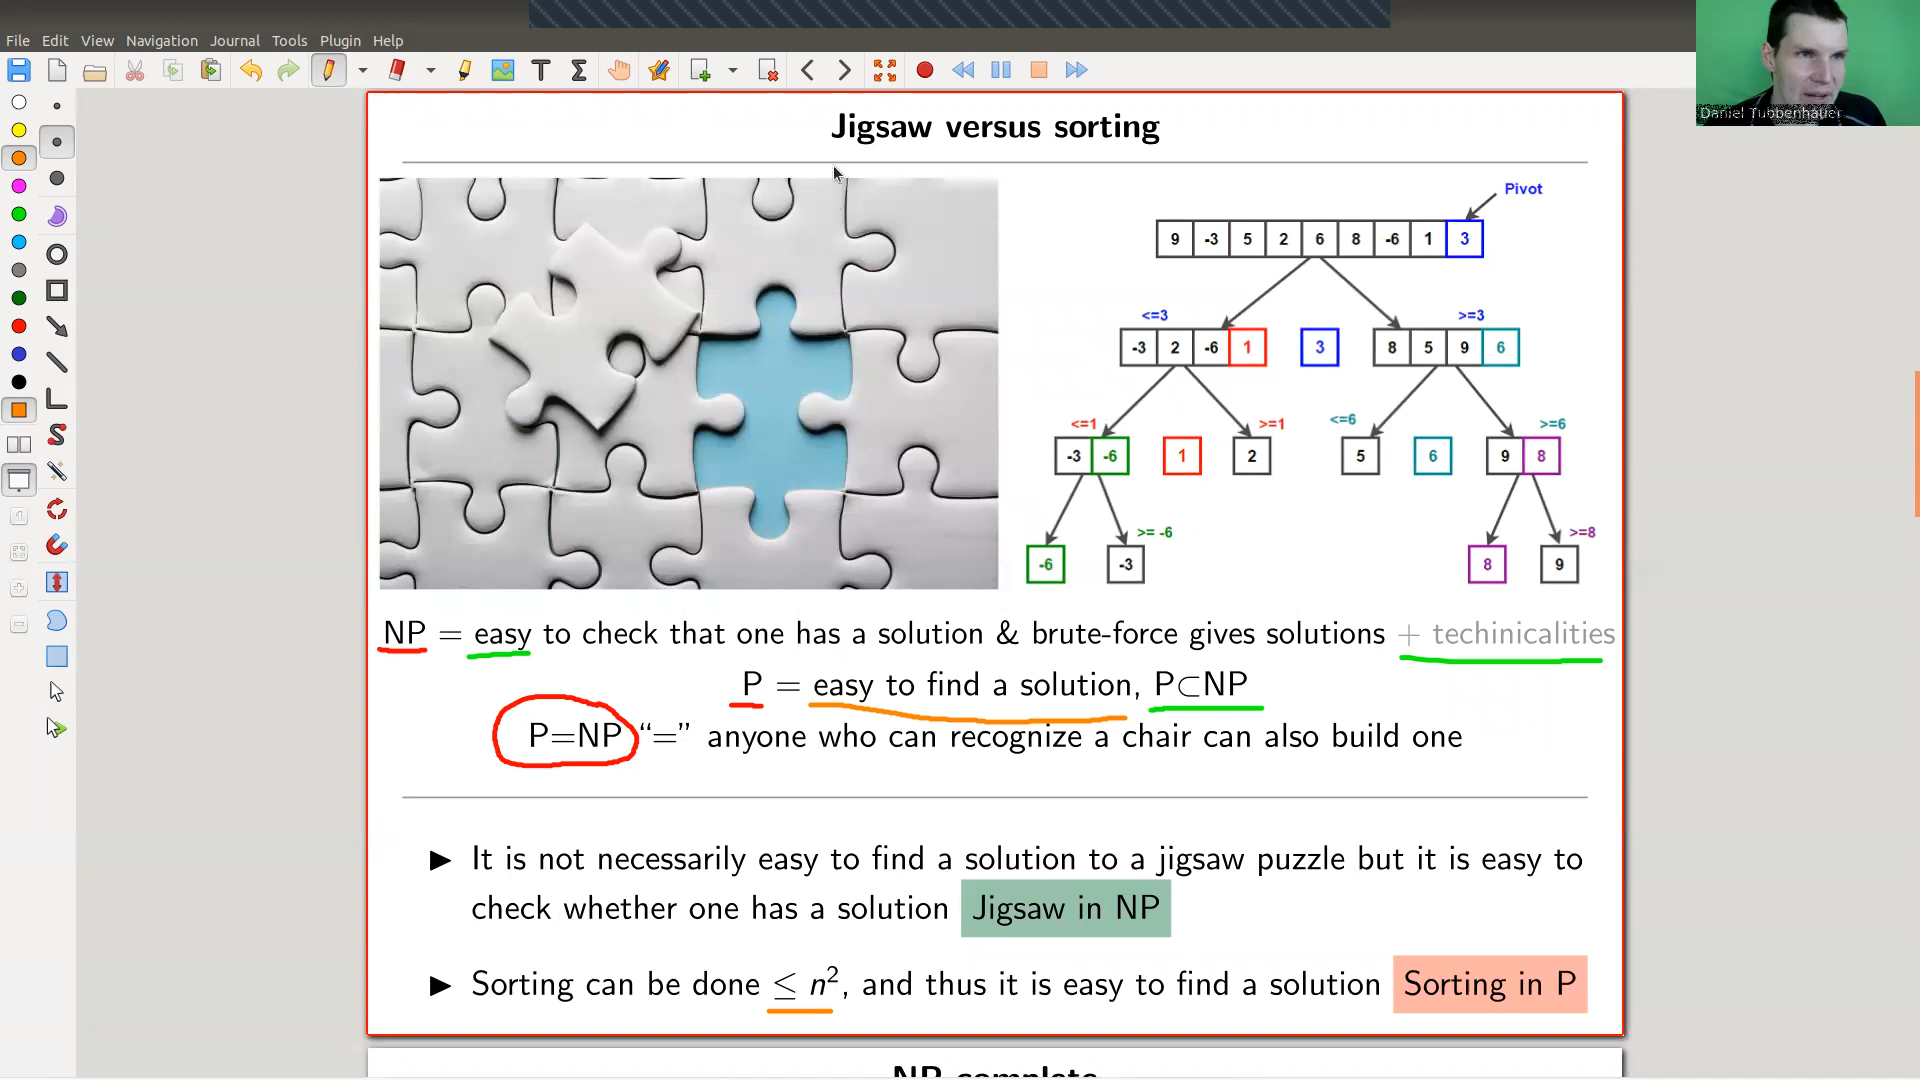 File Edit View Navigation Journal Tools Plugin Help
Daniel Tubbenhauer
Jigsaw versus sorting
Pivot
9 -3 5 2 6 8 -6 1 3
<=3 >=3
-3 2 -6 1 3 8 5 9 6
<=1 >=1 <=6 >=6
-3 -6 1 2 5 6 9 8
>= -6 >=8
-6 -3 8 9
NP = easy to check that one has a solution & brute-force gives solutions + techinicalities
P = easy to find a solution, P⊂NP
P=NP “=” anyone who can recognize a chair can also build one
► It is not necessarily easy to find a solution to a jigsaw puzzle but it is easy to
check whether one has a solution Jigsaw in NP
► Sorting can be done ≤ n², and thus it is easy to find a solution Sorting in P
NP complete